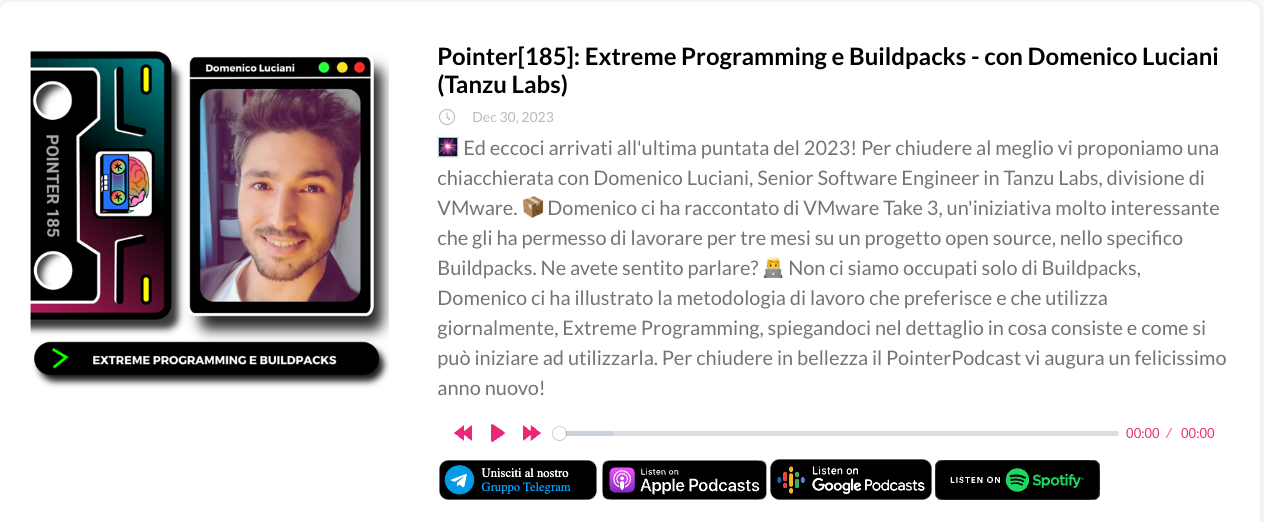 Domenico Luciani
POINTER 185
EXTREME PROGRAMMING E BUILDPACKS
Pointer[185]: Extreme Programming e Buildpacks - con Domenico Luciani
(Tanzu Labs)
Dec 30, 2023
🎆 Ed eccoci arrivati all'ultima puntata del 2023! Per chiudere al meglio vi proponiamo una
chiacchierata con Domenico Luciani, Senior Software Engineer in Tanzu Labs, divisione di
VMware. 📦 Domenico ci ha raccontato di VMware Take 3, un'iniziativa molto interessante
che gli ha permesso di lavorare per tre mesi su un progetto open source, nello specifico
Buildpacks. Ne avete sentito parlare? 👨‍💻 Non ci siamo occupati solo di Buildpacks,
Domenico ci ha illustrato la metodologia di lavoro che preferisce e che utilizza
giornalmente, Extreme Programming, spiegandoci nel dettaglio in cosa consiste e come si
può iniziare ad utilizzarla. Per chiudere in bellezza il PointerPodcast vi augura un felicissimo
anno nuovo!
00:00 / 00:00
Unisciti al nostro
Gruppo Telegram
Listen on
Apple Podcasts
Listen on
Google Podcasts
LISTEN ON Spotify